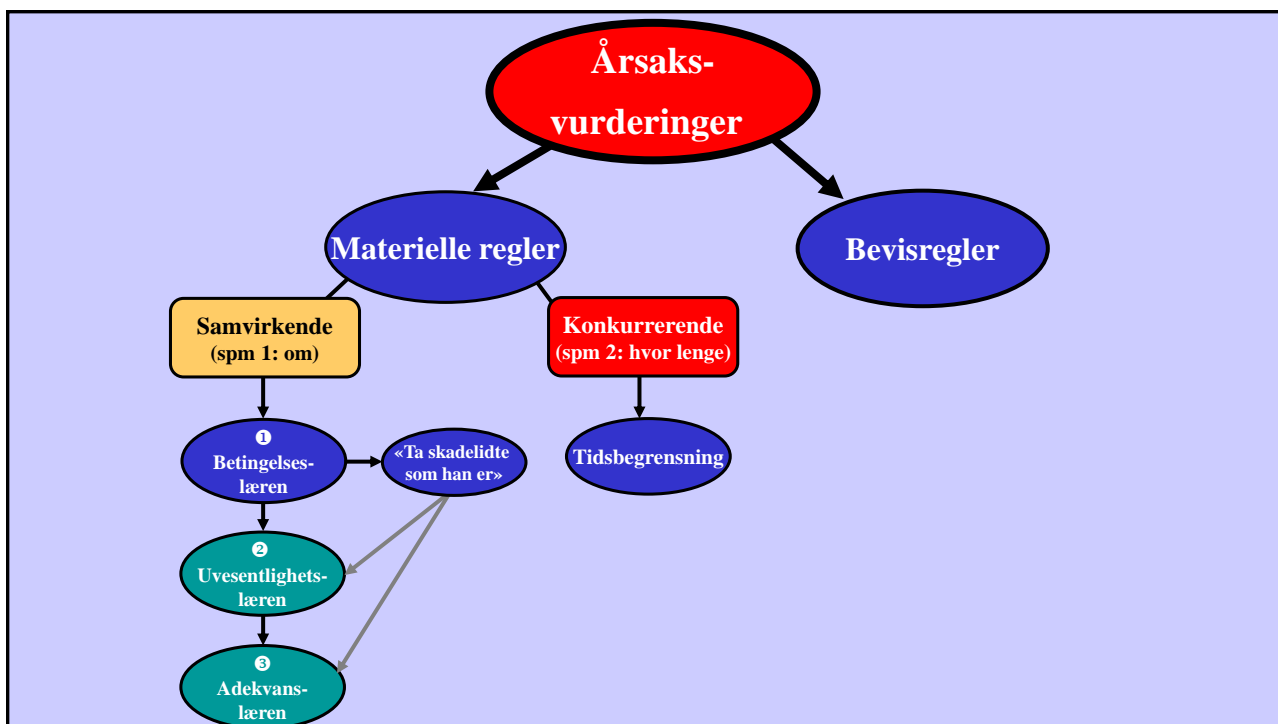 Årsaks-
vurderinger
Materielle regler
Bevisregler
Samvirkende
(spm 1: om)
Konkurrerende
(spm 2: hvor lenge)
❶
Betingelses-
læren
«Ta skadelidte
som han er»
Tidsbegrensning
❷
Uvesentlighets-
læren
❸
Adekvans-
læren